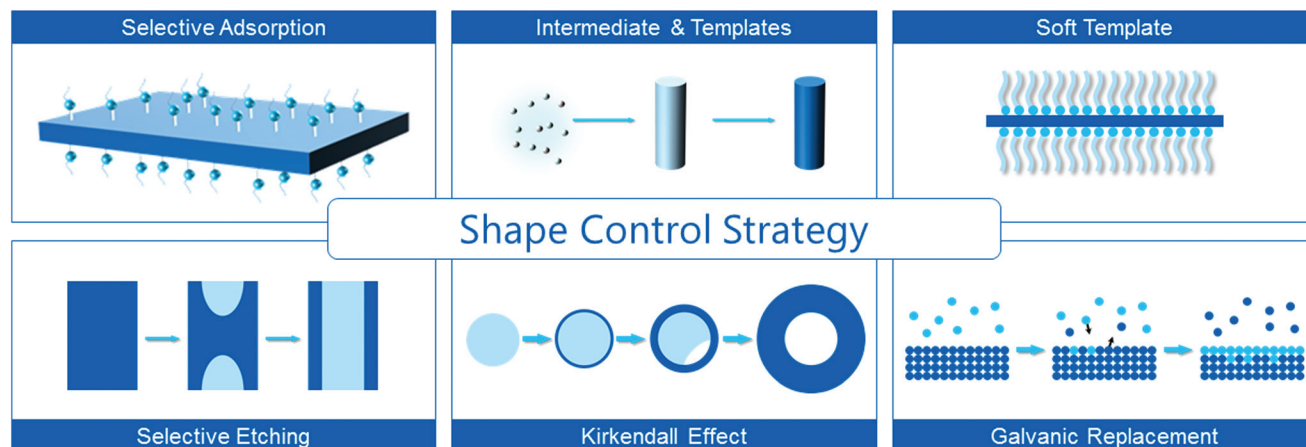 Selective Adsorption
Intermediate & Templates
Soft Template
Shape Control Strategy
Selective Etching
Kirkendall Effect
Galvanic Replacement